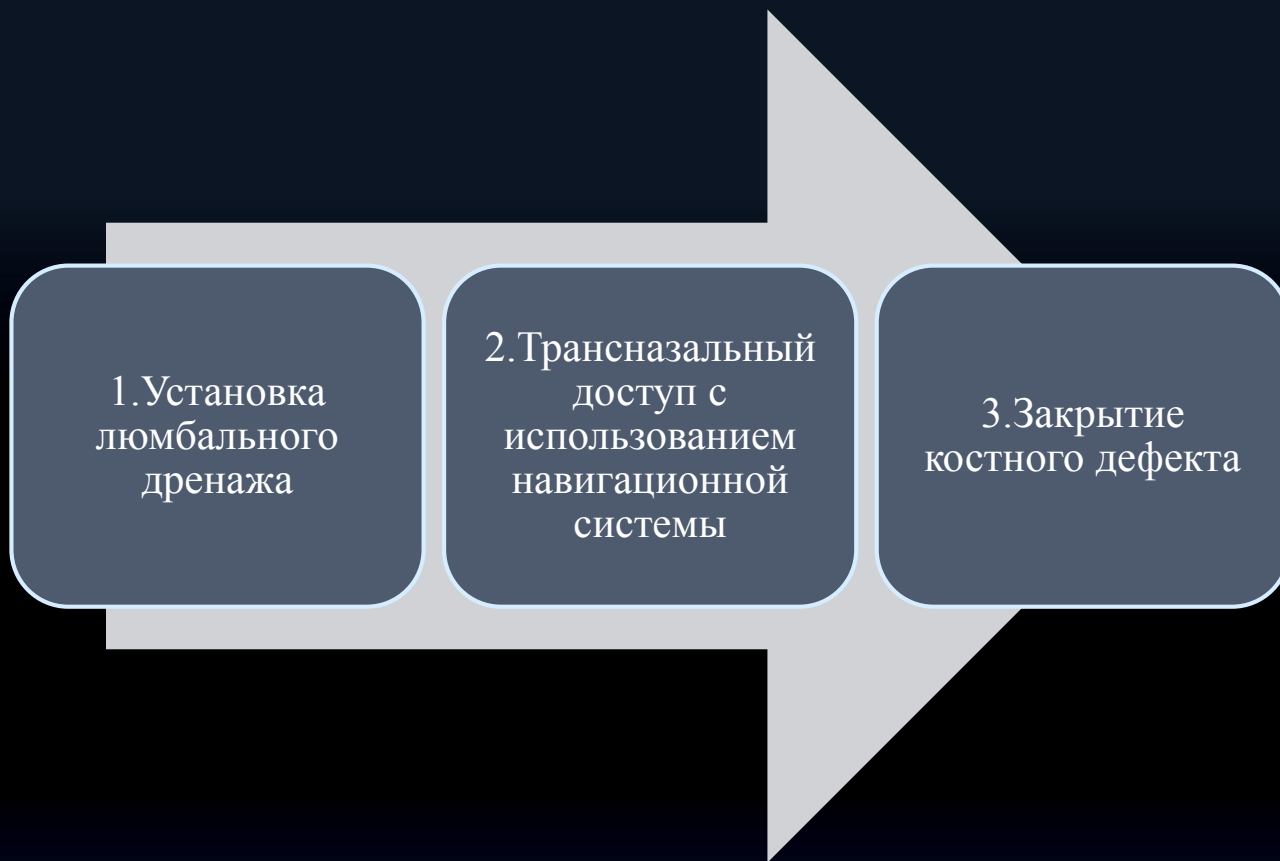 1.Установка
люмбального
дренажа
2.Трансназальный
доступ с
использованием
навигационной
системы
3.Закрытие
костного дефекта